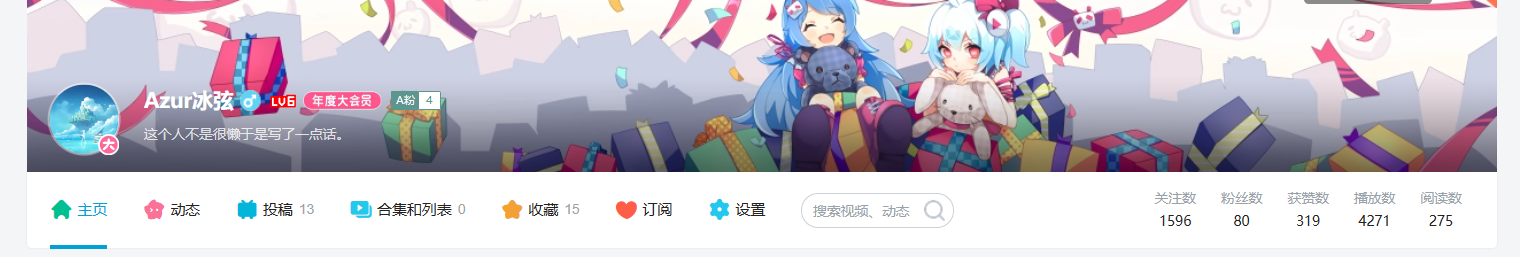 Azur冰弦 LV6 年度大会员 A粉 4
大
这个人不是很懒于是写了一点话。
主页 动态 投稿 13 合集和列表 0 收藏 15 订阅 设置 搜索视频、动态
关注数 粉丝数 获赞数 播放数 阅读数
1596 80 319 4271 275